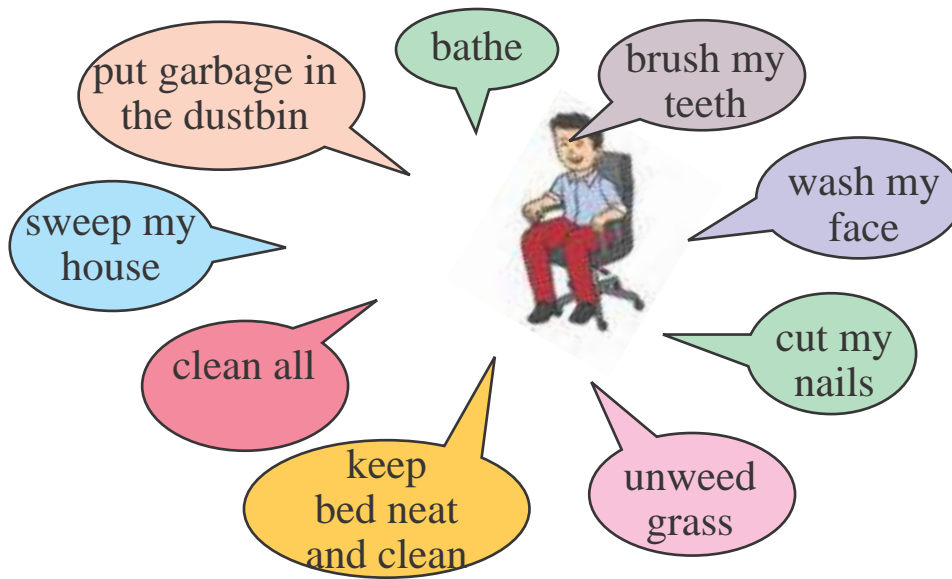 bathe
put garbage in
the dustbin
brush my
teeth
sweep my
house
wash my
face
clean all
cut my
nails
keep
bed neat
and clean
unweed
grass